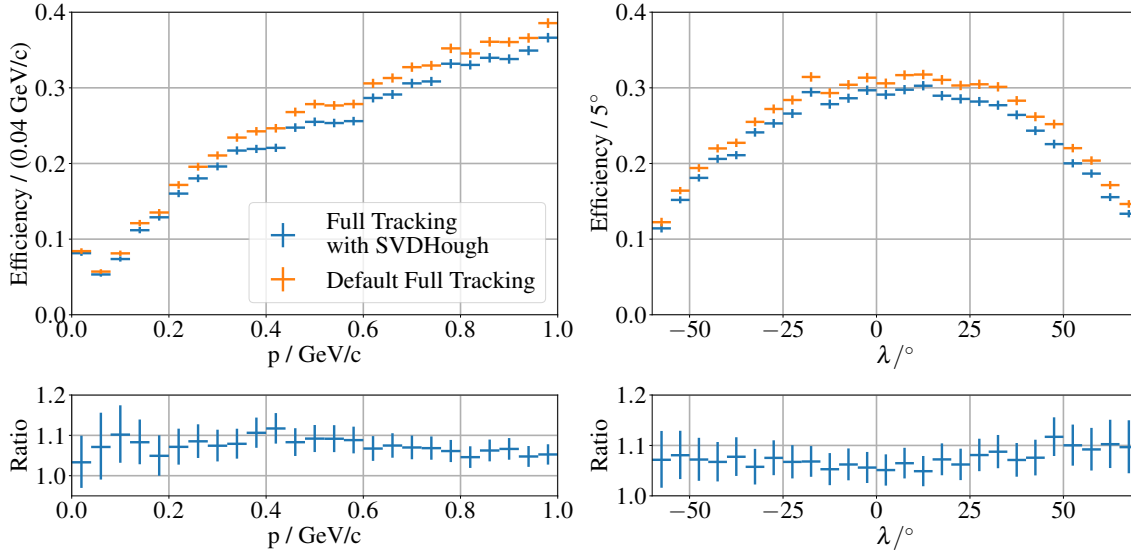 Efficiency / (0.04 GeV/c)
0.4
0.3
0.2
0.1
0.0
Full Tracking
with SVDHough
Default Full Tracking
0.0 0.2 0.4 0.6 0.8 1.0
p / GeV/c
Efficiency / 5°
0.4
0.3
0.2
0.1
0.0
−50 −25 0 25 50
λ/°
Ratio
1.2
1.1
1.0
0.0 0.2 0.4 0.6 0.8 1.0
p / GeV/c
Ratio
1.2
1.1
1.0
−50 −25 0 25 50
λ/°